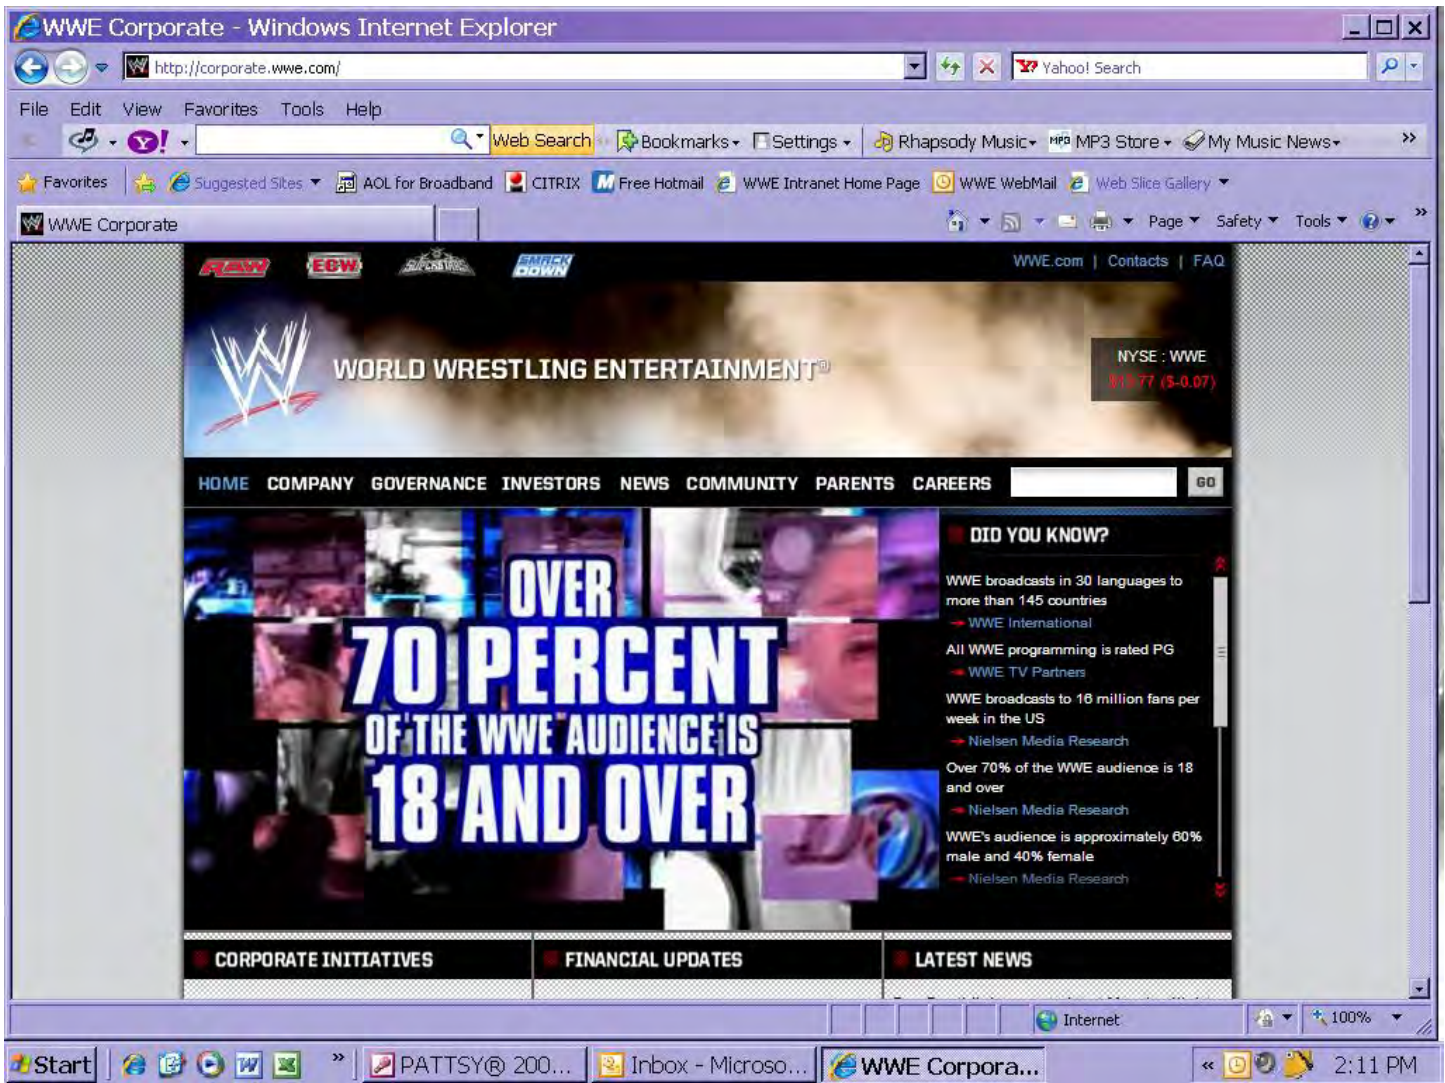 WWE Corporate - Windows Internet Explorer
http://corporate.wwe.com/
Yahoo! Search
File Edit View Favorites Tools Help
Web Search Bookmarks Settings Rhapsody Music MP3 MP3 Store My Music News
Favorites Suggested Sites AOL for Broadband CITRIX Free Hotmail WWE Intranet Home Page WWE WebMail Web Slice Gallery
WWE Corporate
Page Safety Tools
RAW ECW SUPERSTARS SMACK DOWN
WWE.com | Contacts | FAQ
WORLD WRESTLING ENTERTAINMENT®
NYSE : WWE
($-0.07)
HOME COMPANY GOVERNANCE INVESTORS NEWS COMMUNITY PARENTS CAREERS GO
OVER
70 PERCENT
OF THE WWE AUDIENCE IS
18 AND OVER
DID YOU KNOW?
WWE broadcasts in 30 languages to
more than 145 countries
WWE International
All WWE programming is rated PG
WWE TV Partners
WWE broadcasts to 16 million fans per
week in the US
Nielsen Media Research
Over 70% of the WWE audience is 18
and over
Nielsen Media Research
WWE's audience is approximately 60%
male and 40% female
Nielsen Media Research
CORPORATE INITIATIVES
FINANCIAL UPDATES
LATEST NEWS
Internet
100%
Start
PATTSY® 200...
Inbox - Microso...
WWE Corpora...
2:11 PM